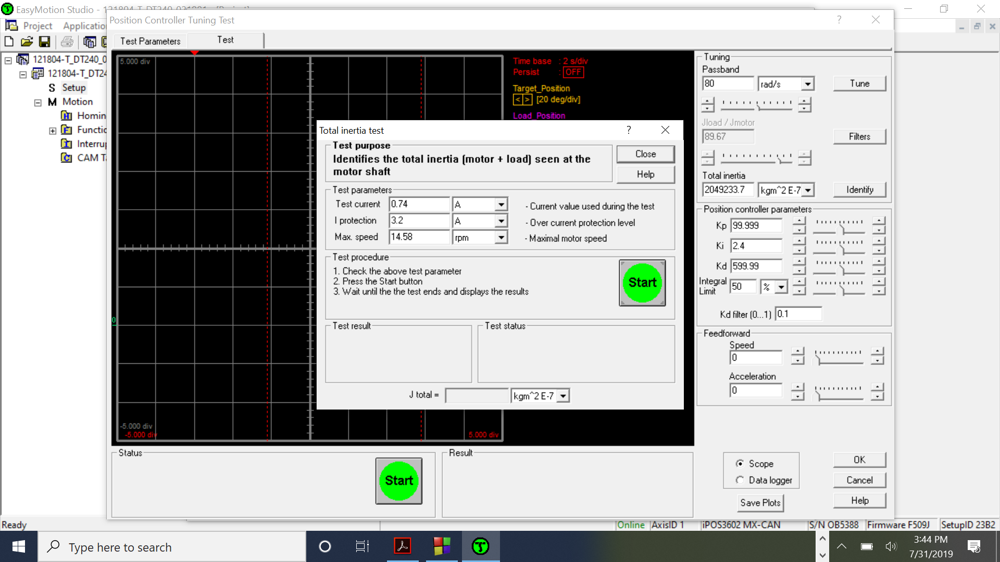 EasyMotion Studio -
Position Controller Tuning Test
?
Project
Test Parameters
Test
121804-T_DT240_0
121804-T_DT24
S Setup
M Motion
H
F
I
CAM
5.000 div
0
-5.000 div
-5.000 div
5.000 div
Time base : 2 s/div
Persist : OFF
Target_Position
< > [20 deg/div]
Load_Position
Total inertia test
?
Test purpose
Identifies the total inertia (motor + load) seen at the
motor shaft
Close
Help
Test parameters
Test current 0.74 A - Current value used during the test
I protection 3.2 A - Over current protection level
Max. speed 14.58 rpm - Maximal motor speed
Test procedure
1. Check the above test parameter
2. Press the Start button
3. Wait until the the test ends and displays the results
Start
Test result
Test status
J total = kgm^2 E-7
Tuning
Passband
80 rad/s Tune
Jload / Jmotor
89.67 Filters
Total inertia
2049233.7 kgm^2 E-7 Identify
Position controller parameters
Kp 99.999
Ki 2.4
Kd 599.99
Integral
Limit 50 %
Kd filter (0...1) 0.1
Feedforward
Speed
0
Acceleration
0
Status
Start
Result
Scope
Data logger
Save Plots
OK
Cancel
Help
Ready
Online AxisID 1 iPOS3602 MX-CAN S/N OB5388 Firmware F509J SetupID 23B2
Type here to search
3:44 PM
7/31/2019